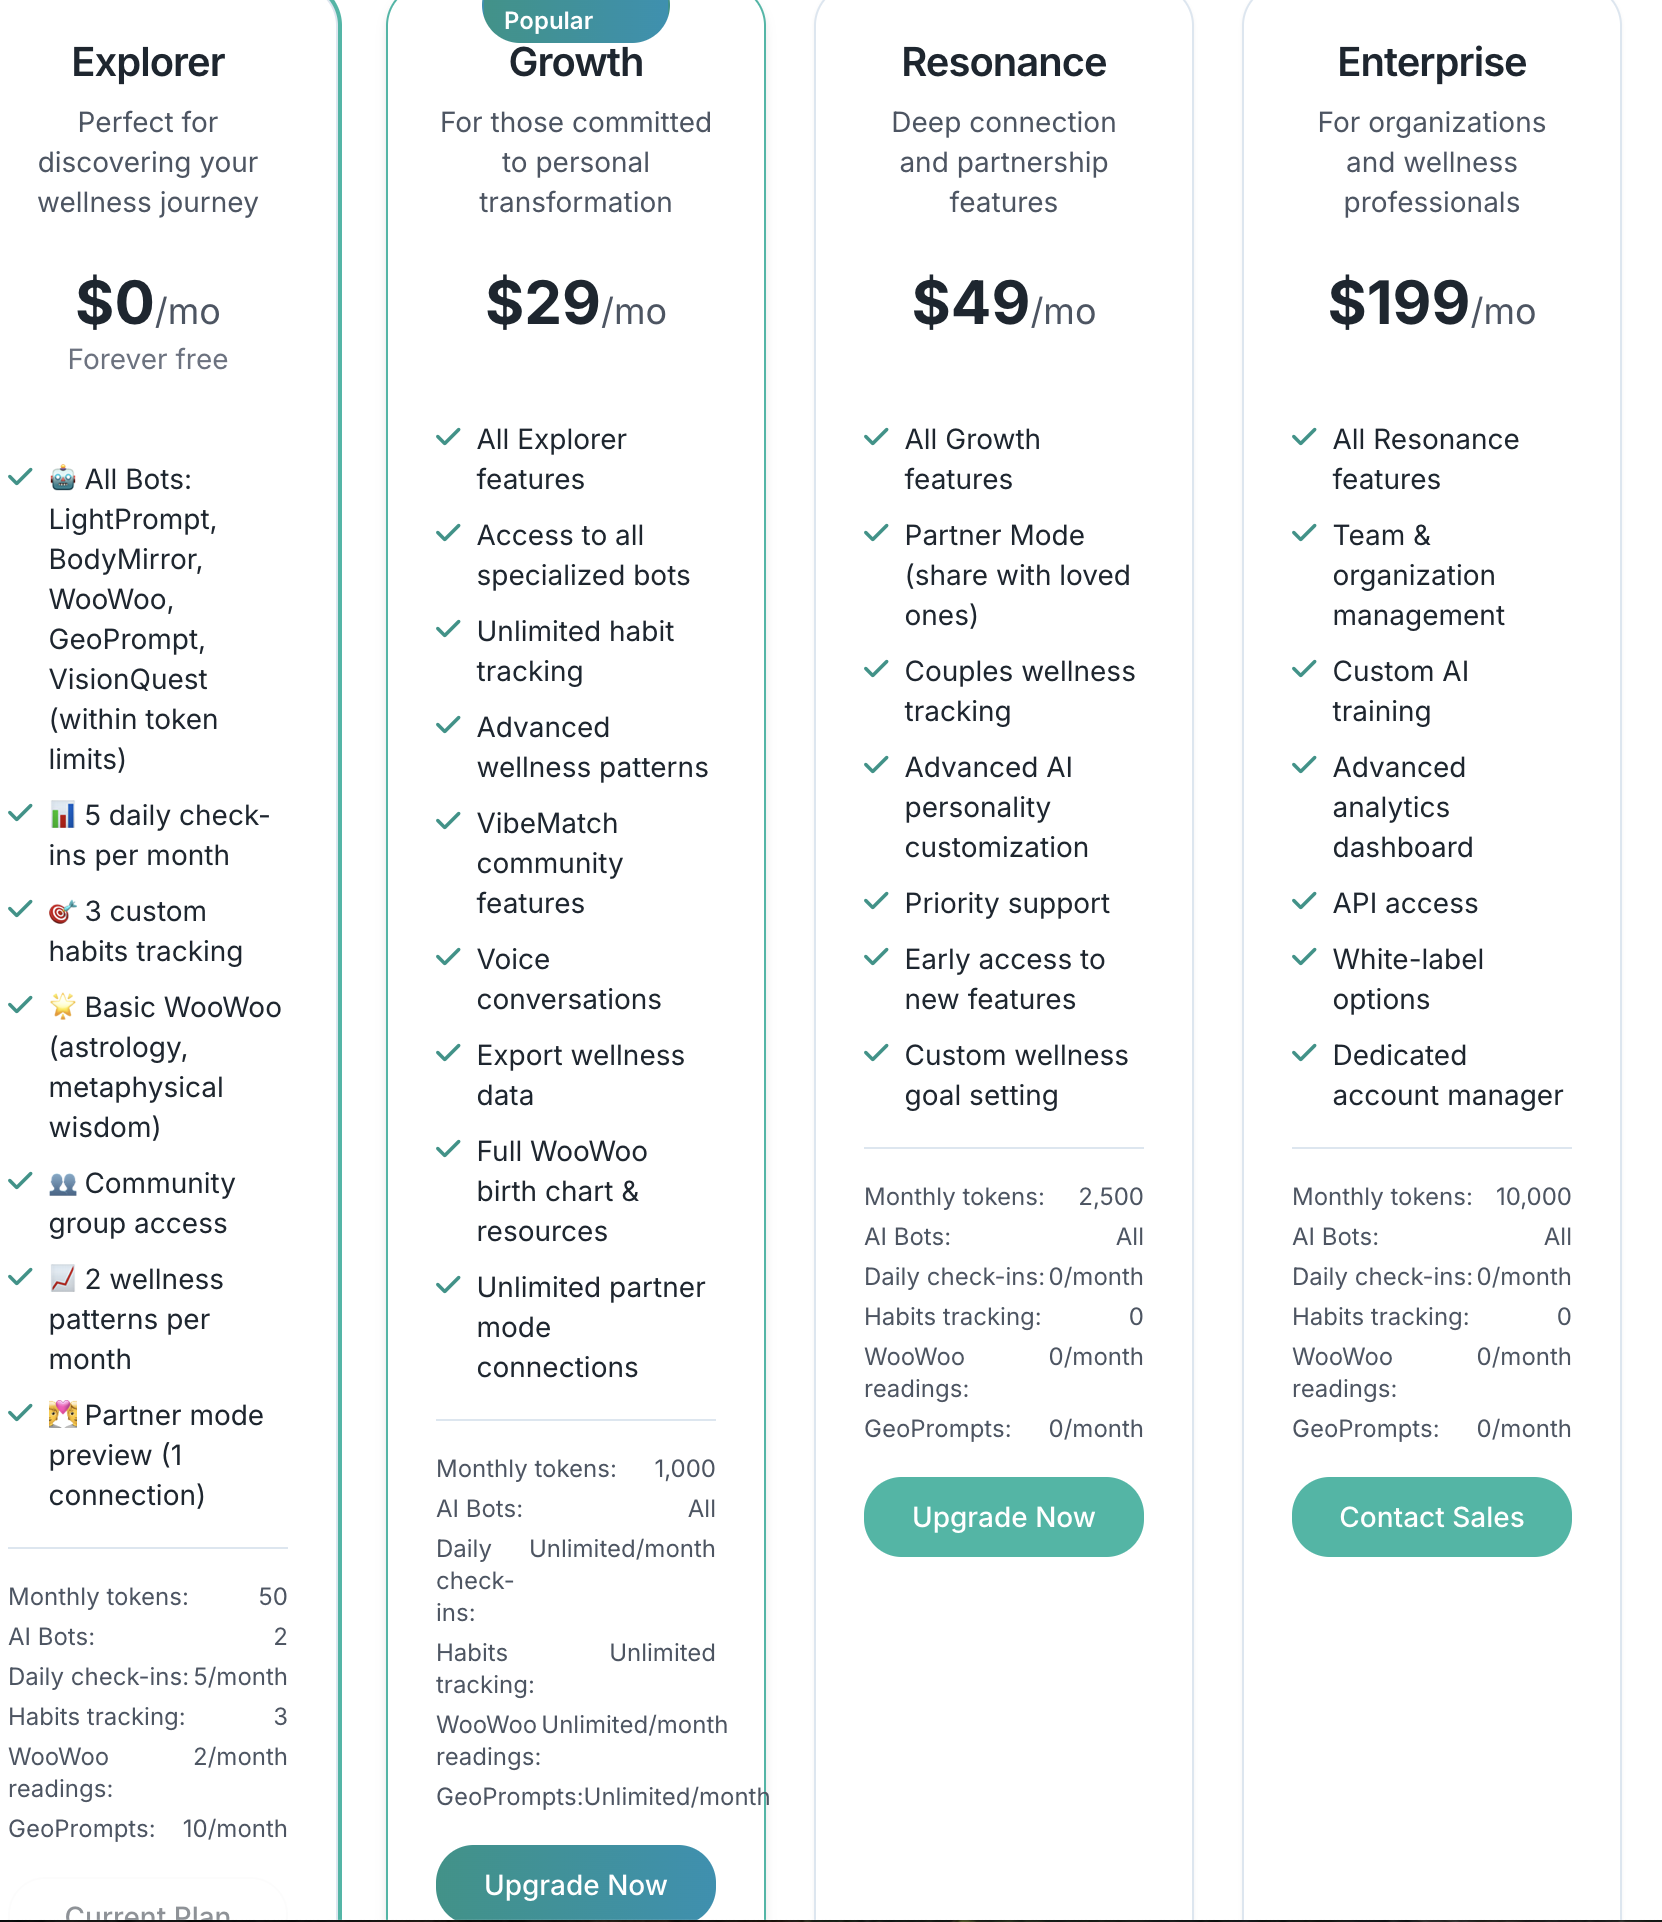 Explorer
Perfect for
discovering your
wellness journey
$0/mo
Forever free
🤖 All Bots:
LightPrompt,
BodyMirror,
WooWoo,
GeoPrompt,
VisionQuest
(within token
limits)
📊 5 daily check-
ins per month
🎯 3 custom
habits tracking
🌟 Basic WooWoo
(astrology,
metaphysical
wisdom)
👥 Community
group access
📈 2 wellness
patterns per
month
💑 Partner mode
preview (1
connection)
Monthly tokens: 50
AI Bots: 2
Daily check-ins: 5/month
Habits tracking: 3
WooWoo 2/month
readings:
GeoPrompts: 10/month
Current Plan
Popular
Growth
For those committed
to personal
transformation
$29/mo
All Explorer
features
Access to all
specialized bots
Unlimited habit
tracking
Advanced
wellness patterns
VibeMatch
community
features
Voice
conversations
Export wellness
data
Full WooWoo
birth chart &
resources
Unlimited partner
mode
connections
Monthly tokens: 1,000
AI Bots: All
Daily Unlimited/month
check-
ins:
Habits Unlimited
tracking:
WooWoo Unlimited/month
readings:
GeoPrompts:Unlimited/month
Upgrade Now
Resonance
Deep connection
and partnership
features
$49/mo
All Growth
features
Partner Mode
(share with loved
ones)
Couples wellness
tracking
Advanced AI
personality
customization
Priority support
Early access to
new features
Custom wellness
goal setting
Monthly tokens: 2,500
AI Bots: All
Daily check-ins: 0/month
Habits tracking: 0
WooWoo 0/month
readings:
GeoPrompts: 0/month
Upgrade Now
Enterprise
For organizations
and wellness
professionals
$199/mo
All Resonance
features
Team &
organization
management
Custom AI
training
Advanced
analytics
dashboard
API access
White-label
options
Dedicated
account manager
Monthly tokens: 10,000
AI Bots: All
Daily check-ins: 0/month
Habits tracking: 0
WooWoo 0/month
readings:
GeoPrompts: 0/month
Contact Sales